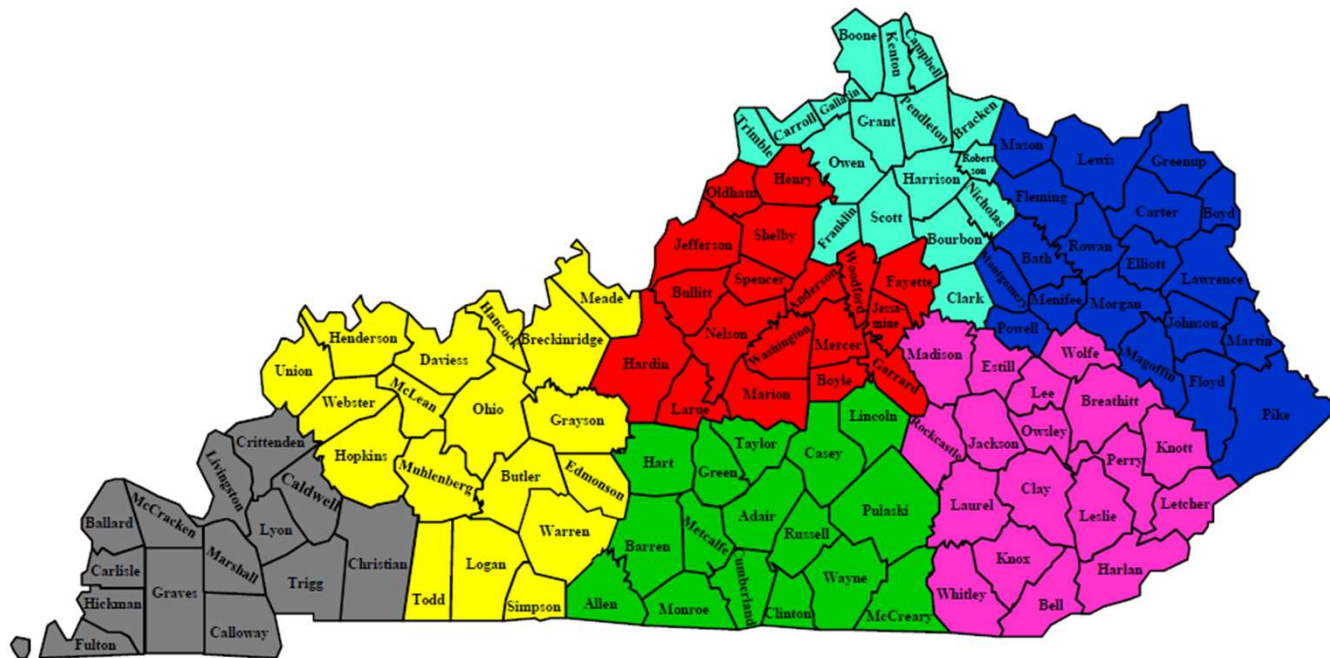 Boone
Kenton
Campbell
Gallatin
Carroll
Trimble
Grant
Pendleton
Bracken
Owen
Harrison
Robert
son
Nicholas
Franklin
Scott
Bourbon
Clark
Mason
Lewis
Greenup
Fleming
Carter
Boyd
Rowan
Bath
Elliott
Lawrence
Montgomery
Menifee
Morgan
Johnson
Martin
Powell
Magoffin
Floyd
Pike
Oldham
Henry
Jefferson
Shelby
Spencer
Bullitt
Anderson
Woodford
Fayette
Jessa-
mine
Nelson
Washington
Mercer
Hardin
Larue
Marion
Boyle
Garrard
Meade
Hancock
Breckinridge
Henderson
Daviess
Union
Webster
McLean
Ohio
Grayson
Hopkins
Muhlenberg
Butler
Edmonson
Warren
Logan
Todd
Simpson
Crittenden
Livingston
Caldwell
Lyon
McCracken
Ballard
Marshall
Carlisle
Graves
Trigg
Christian
Hickman
Calloway
Fulton
Lincoln
Taylor
Casey
Hart
Green
Adair
Pulaski
Russell
Metcalfe
Barren
Cumberland
Wayne
Allen
Monroe
Clinton
McCreary
Madison
Estill
Wolfe
Lee
Breathitt
Rockcastle
Jackson
Owsley
Perry
Knott
Laurel
Clay
Leslie
Letcher
Knox
Harlan
Whitley
Bell